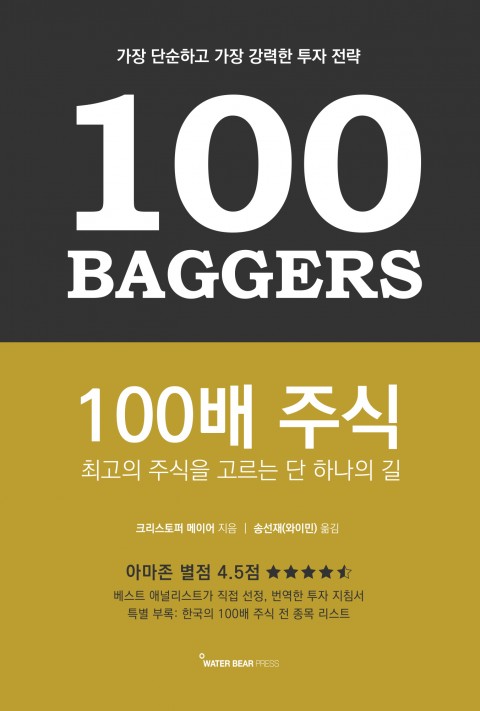 가장 단순하고 가장 강력한 투자 전략
100
BAGGERS
100배 주식
최고의 주식을 고르는 단 하나의 길
크리스토퍼 메이어 지음 | 송선재(와이민) 옮김
아마존 별점 4.5점
베스트 애널리스트가 직접 선정, 번역한 투자 지침서
특별 부록: 한국의 100배 주식 전 종목 리스트
WATER BEAR PRESS